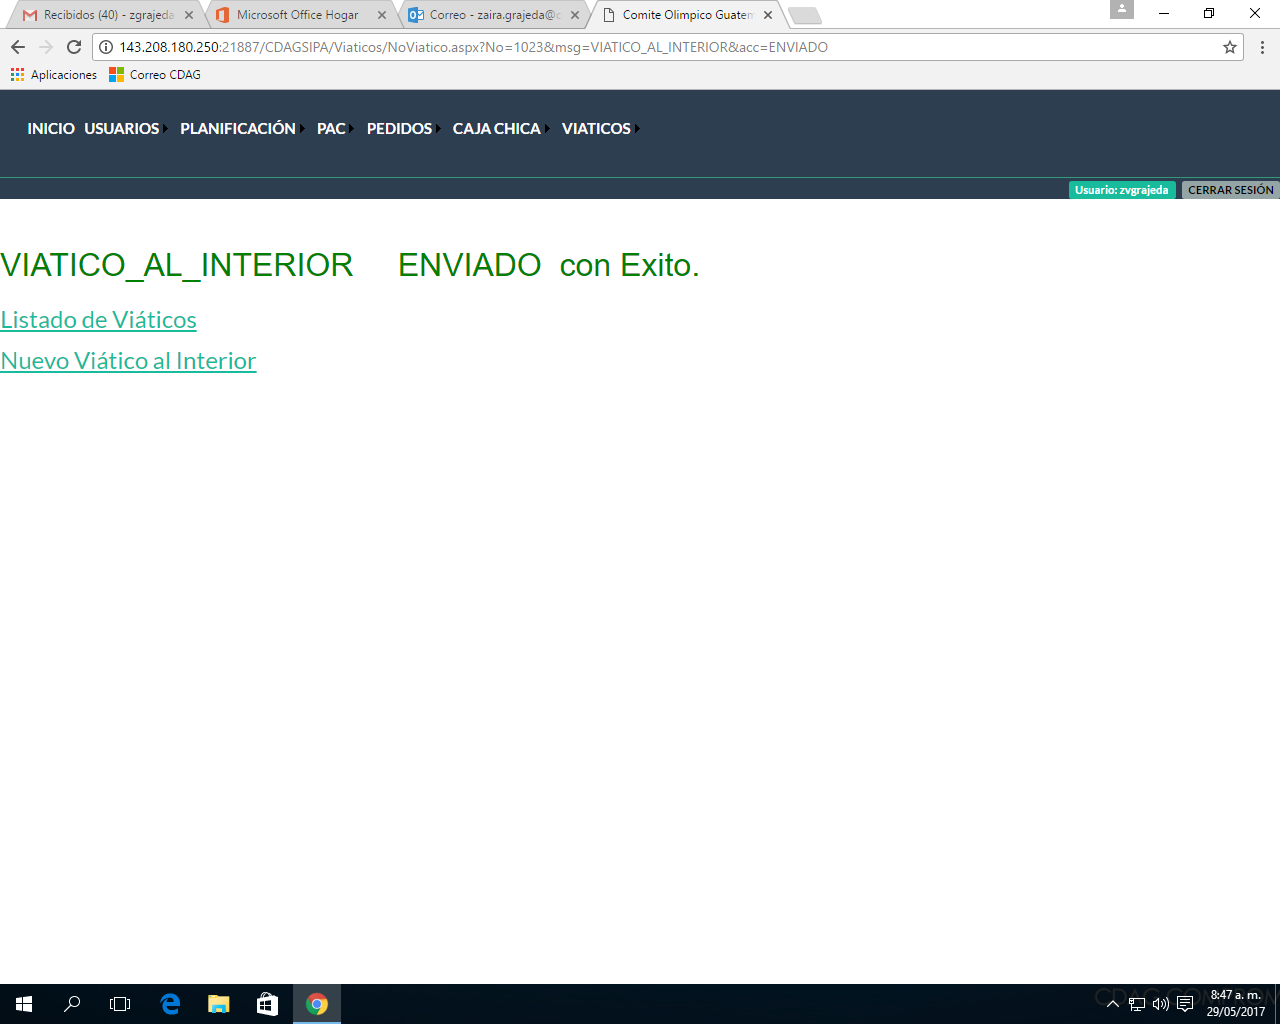 Recibidos (40) - zgrajeda
Microsoft Office Hogar
Correo - zaira.grajeda@c
Comite Olimpico Guatem
143.208.180.250:21887/CDAGSIPA/Viaticos/NoViatico.aspx?No=1023&msg=VIATICO_AL_INTERIOR&acc=ENVIADO
Aplicaciones Correo CDAG
INICIO USUARIOS PLANIFICACIÓN PAC PEDIDOS CAJA CHICA VIATICOS
Usuario: zvgrajeda CERRAR SESIÓN
VIATICO_AL_INTERIOR ENVIADO con Exito.
Listado de Viáticos
Nuevo Viático al Interior
CDAG COMPROM
8:47 a. m.
29/05/2017